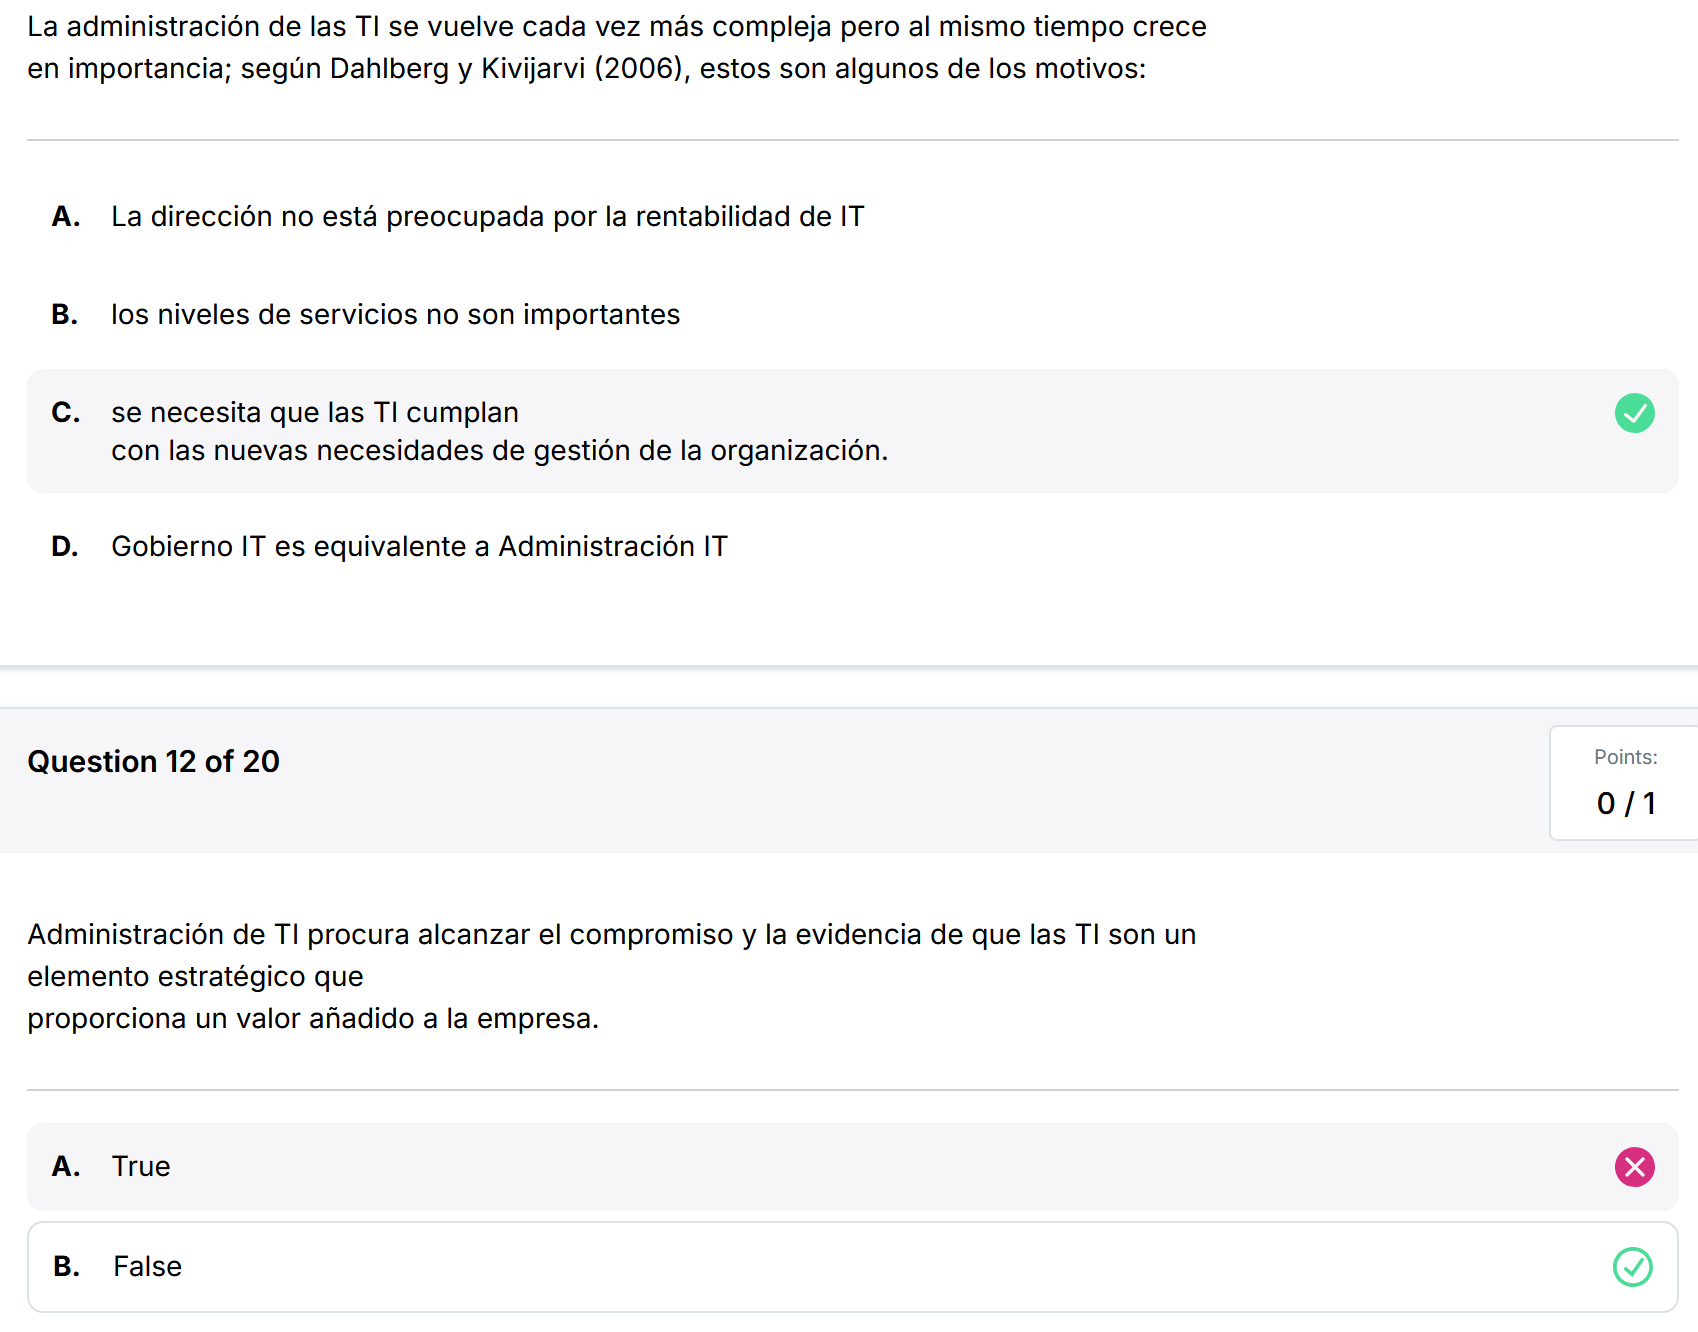 La administración de las TI se vuelve cada vez más compleja pero al mismo tiempo crece
en importancia; según Dahlberg y Kivijarvi (2006), estos son algunos de los motivos:
A. La dirección no está preocupada por la rentabilidad de IT
B. los niveles de servicios no son importantes
C. se necesita que las TI cumplan
con las nuevas necesidades de gestión de la organización.
D. Gobierno IT es equivalente a Administración IT
Question 12 of 20
Points:
0 / 1
Administración de TI procura alcanzar el compromiso y la evidencia de que las TI son un
elemento estratégico que
proporciona un valor añadido a la empresa.
A. True
B. False